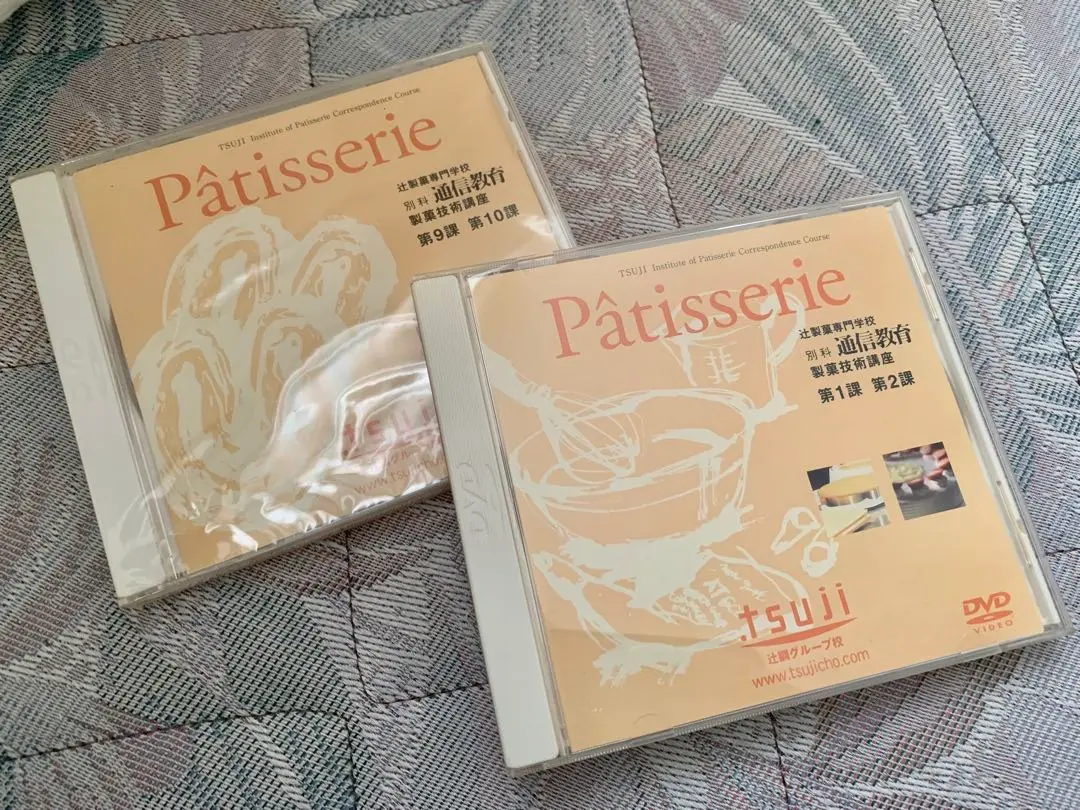 TSUJI Institute of Patisserie Correspondence Course
Pâtisserie
辻製菓専門学校
別科 通信教育
製菓技術講座
第9課 第10課
tsuji
www.tsuji
TSUJI Institute of Patisserie Correspondence Course
Pâtisserie
辻製菓専門学校
別科 通信教育
製菓技術講座
第1課 第2課
tsuji
辻調グループ校
www.tsujicho.com
DVD
VIDEO
DVD